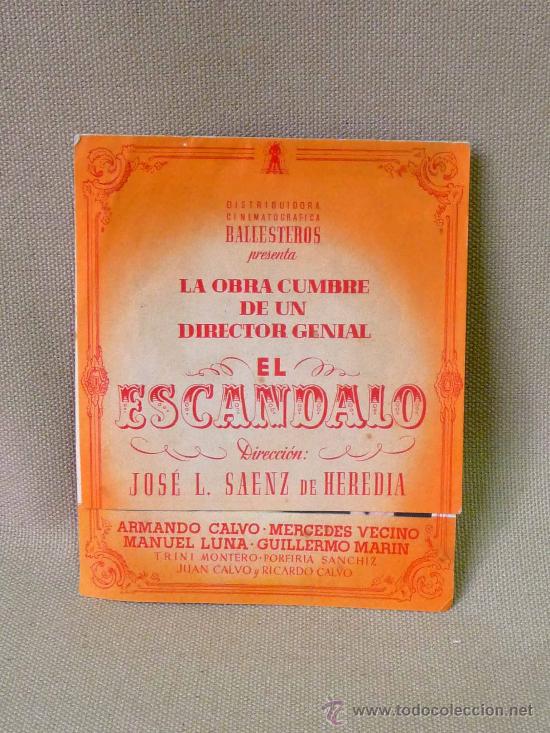 DISTRIBUIDORA
CINEMATOGRAFICA
BALLESTEROS
presenta
LA OBRA CUMBRE
DE UN
DIRECTOR GENIAL
EL
ESCANDALO
Dirección:
JOSÉ L. SAENZ DE HEREDIA
ARMANDO CALVO · MERCEDES VECINO
MANUEL LUNA · GUILLERMO MARIN
TRINI MONTERO · PORFIRIA SANCHIZ
JUAN CALVO y RICARDO CALVO
www.todocoleccion.net